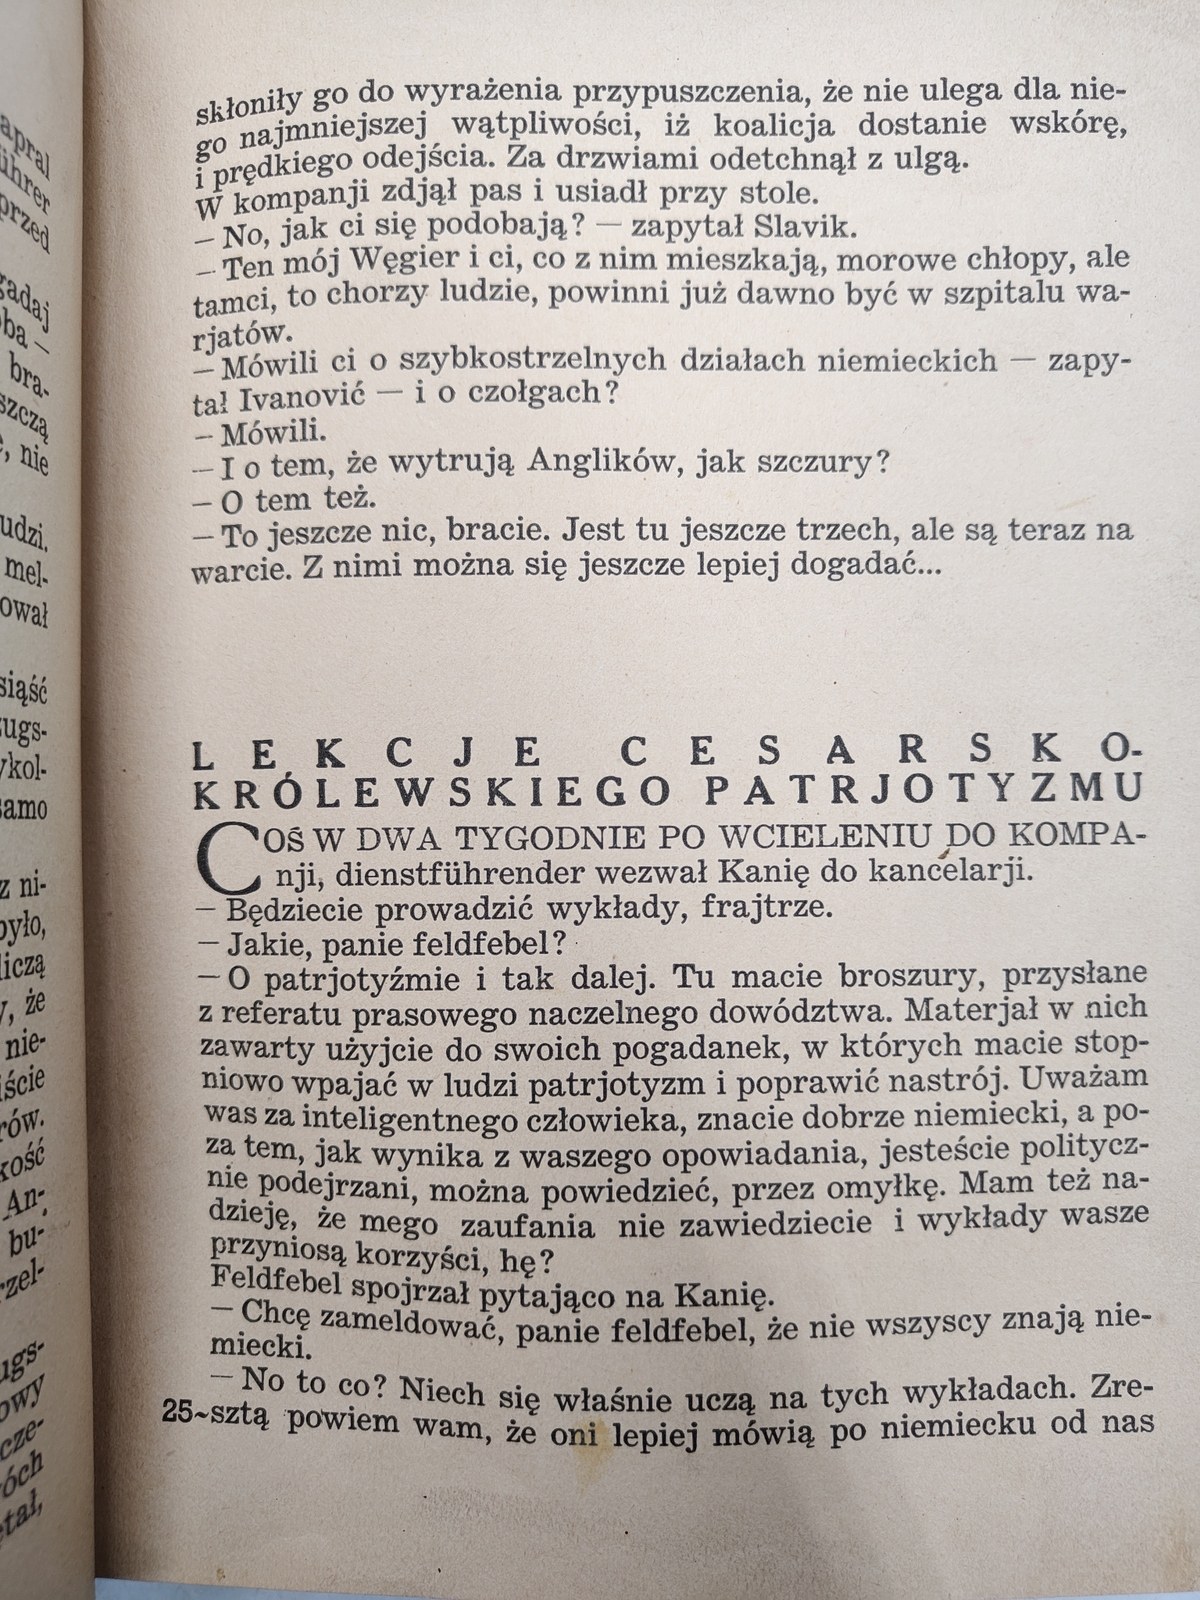 skłoniły go do wyrażenia przypuszczenia, że nie ulega dla nie-
go najmniejszej wątpliwości, iż koalicja dostanie wskórę,
i prędkiego odejścia. Za drzwiami odetchnął z ulgą.
W kompanji zdjął pas i usiadł przy stole.
— No, jak ci się podobają? — zapytał Slavik.
— Ten mój Węgier i ci, co z nim mieszkają, morowe chłopy, ale
tamci, to chorzy ludzie, powinni już dawno być w szpitalu wa-
rjatów.
— Mówili ci o szybkostrzelnych działach niemieckich — zapy-
tał Ivanović — i o czołgach?
— Mówili.
— I o tem, że wytrują Anglików, jak szczury?
— O tem też.
— To jeszcze nic, bracie. Jest tu jeszcze trzech, ale są teraz na
warcie. Z nimi można się jeszcze lepiej dogadać...
LEKCJE CESARSKO-
KRÓLEWSKIEGO PATRJOTYZMU
COŚ W DWA TYGODNIE PO WCIELENIU DO KOMPA-
nji, dienstführender wezwał Kanię do kancelarji.
— Będziecie prowadzić wykłady, frajtrze.
— Jakie, panie feldfebel?
— O patrjotyźmie i tak dalej. Tu macie broszury, przysłane
z referatu prasowego naczelnego dowództwa. Materjał w nich
zawarty użyjcie do swoich pogadanek, w których macie stop-
niowo wpajać w ludzi patrjotyzm i poprawić nastrój. Uważam
was za inteligentnego człowieka, znacie dobrze niemiecki, a po-
za tem, jak wynika z waszego opowiadania, jesteście politycz-
nie podejrzani, można powiedzieć, przez omyłkę. Mam też na-
dzieję, że mego zaufania nie zawiedziecie i wykłady wasze
przyniosą korzyści, hę?
Feldfebel spojrzał pytająco na Kanię.
— Chcę zameldować, panie feldfebel, że nie wszyscy znają nie-
miecki.
— No to co? Niech się właśnie uczą na tych wykładach. Zre-
25~sztą powiem wam, że oni lepiej mówią po niemiecku od nas